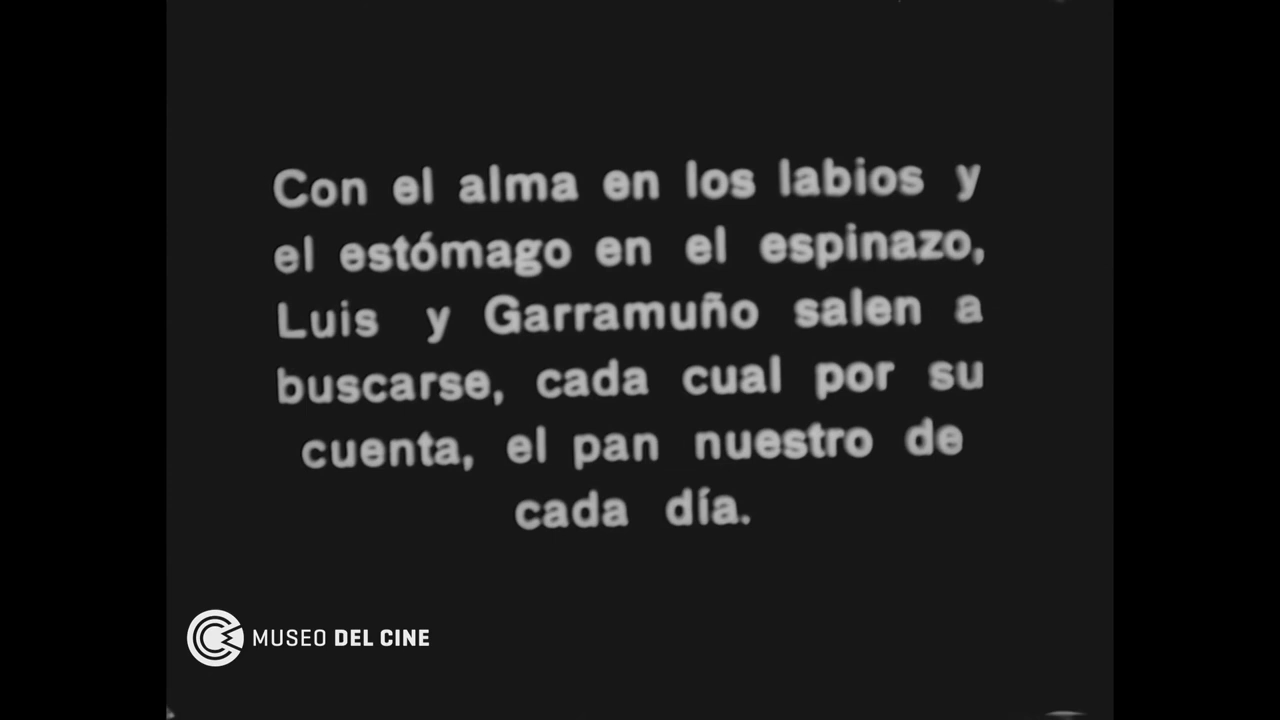 Con el alma en los labios y
el estómago en el espinazo,
Luis y Garramuño salen a
buscarse, cada cual por su
cuenta, el pan nuestro de
cada día.
MUSEO DEL CINE